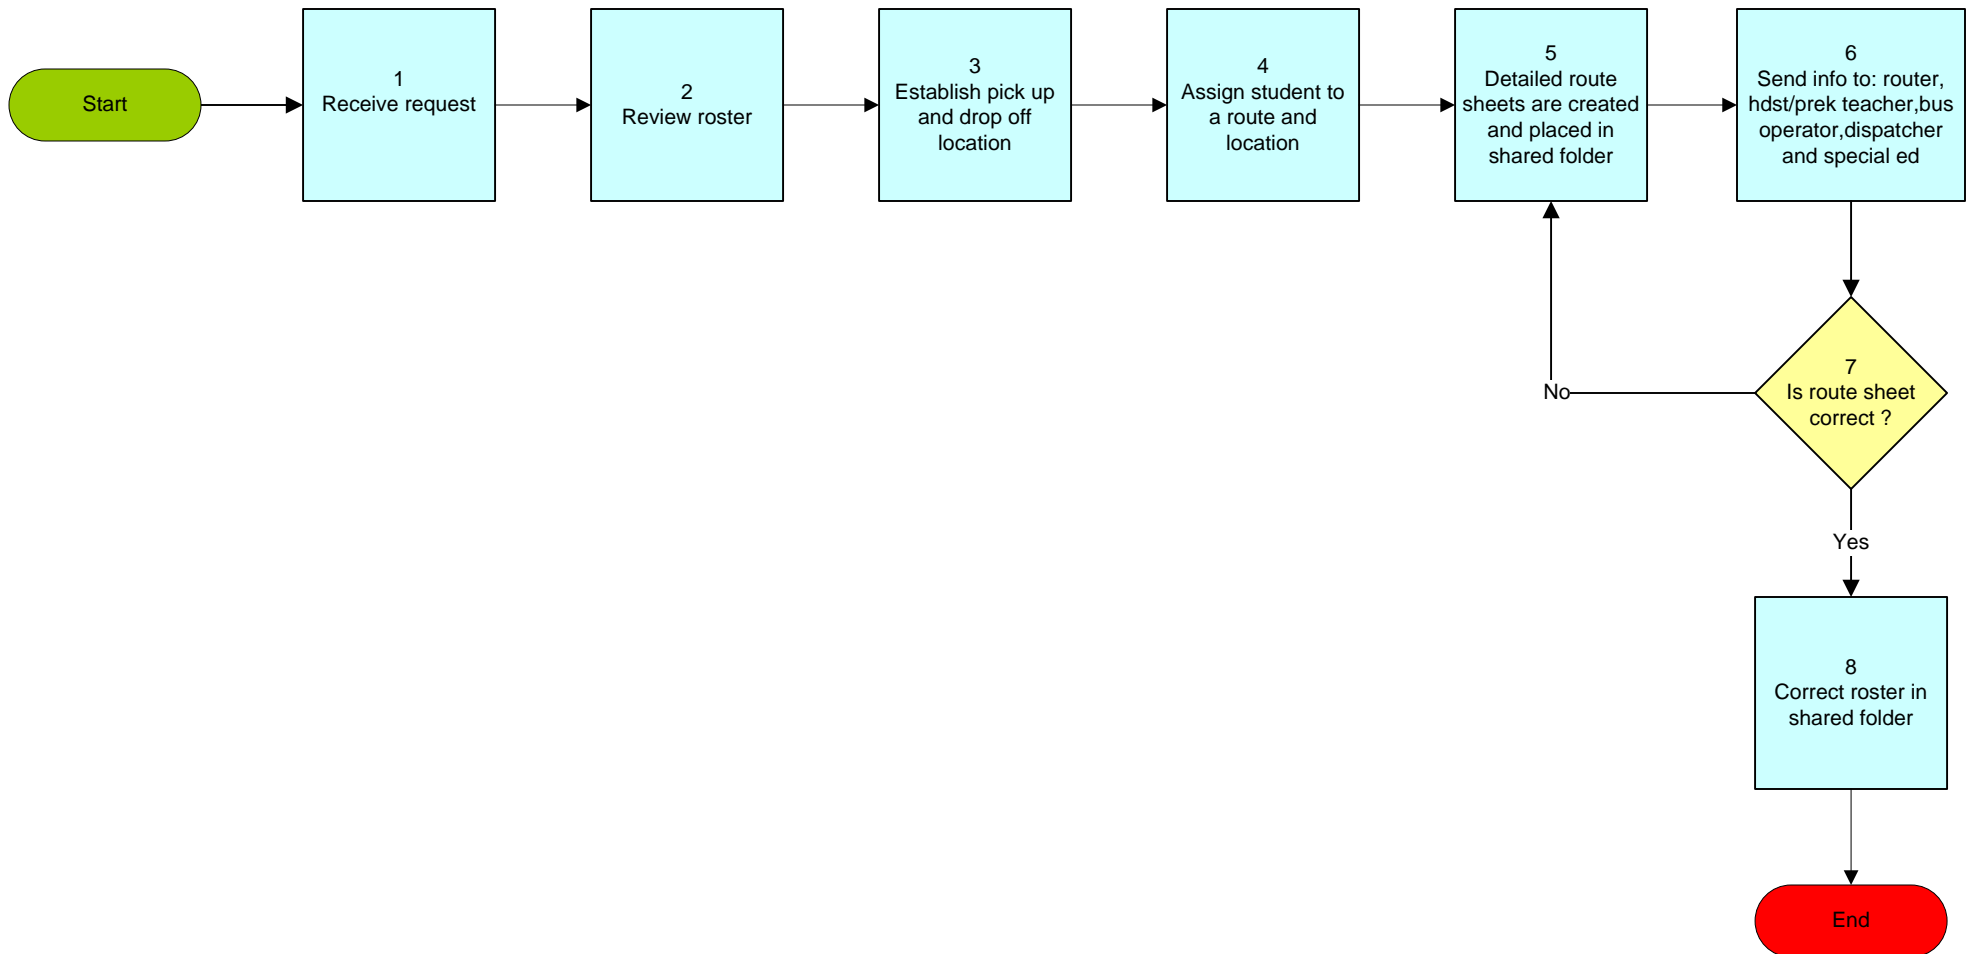 Start
1
Receive request
2
Review roster
3
Establish pick up
and drop off
location
4
Assign student to
a route and
location
5
Detailed route
sheets are created
and placed in
shared folder
6
Send info to: router,
hdst/prek teacher,bus
operator,dispatcher
and special ed
7
Is route sheet
correct ?
No
Yes
8
Correct roster in
shared folder
End